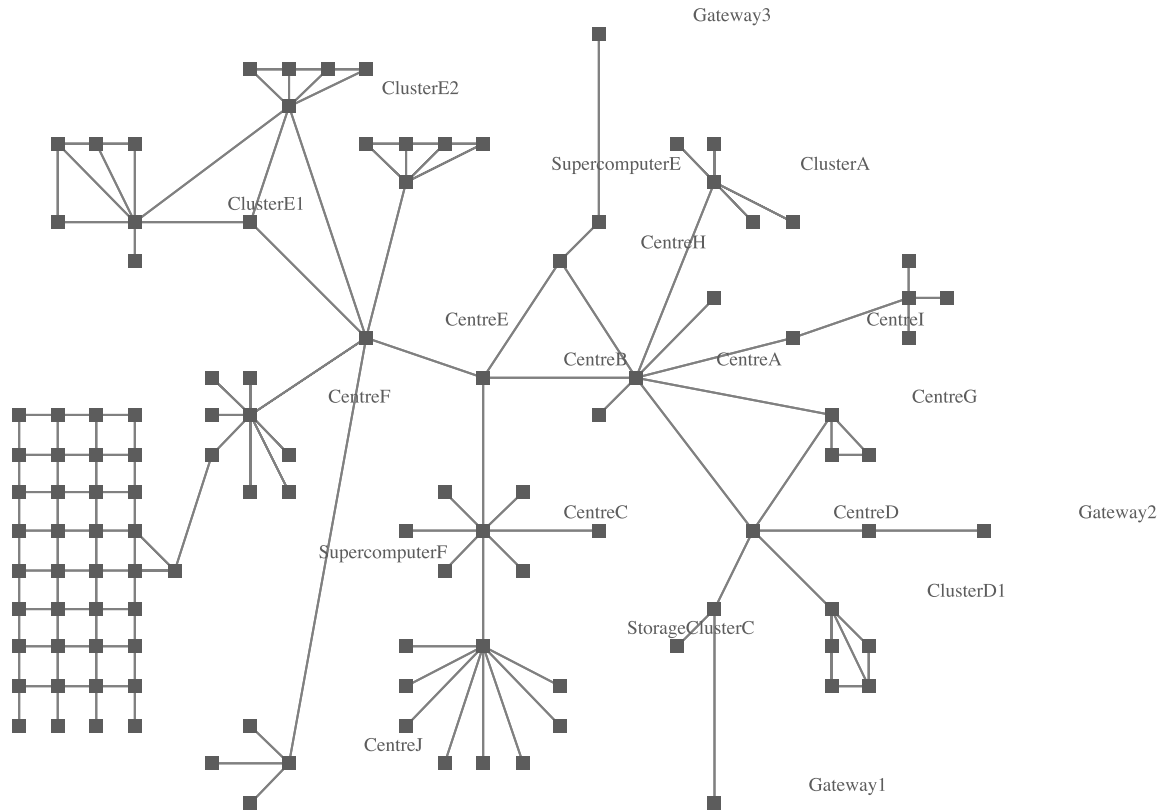 Gateway3
ClusterE2
SupercomputerE
ClusterA
ClusterE1
CentreH
CentreE
CentreI
CentreB
CentreA
CentreF
CentreG
CentreC
CentreD
Gateway2
SupercomputerF
ClusterD1
StorageClusterC
CentreJ
Gateway1